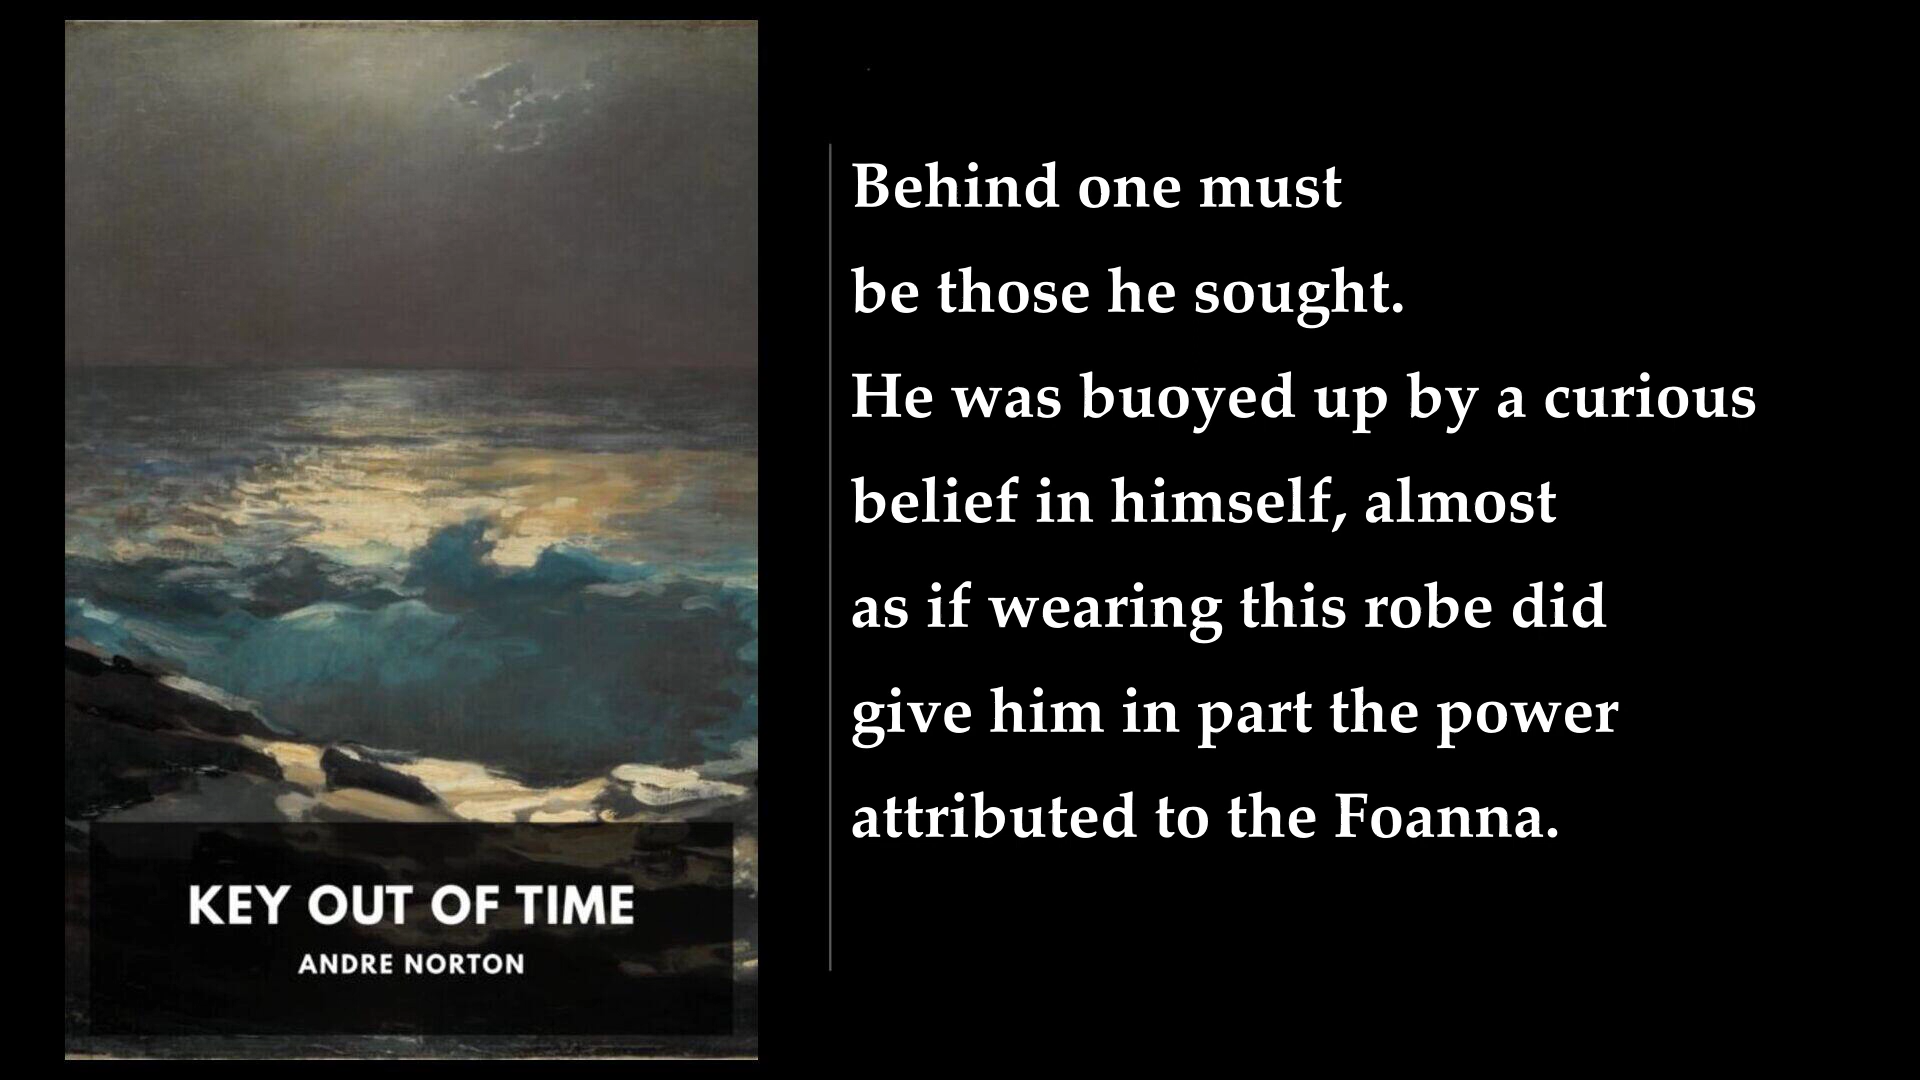 KEY OUT OF TIME
ANDRE NORTON
Behind one must
be those he sought.
He was buoyed up by a curious
belief in himself, almost
as if wearing this robe did
give him in part the power
attributed to the Foanna.